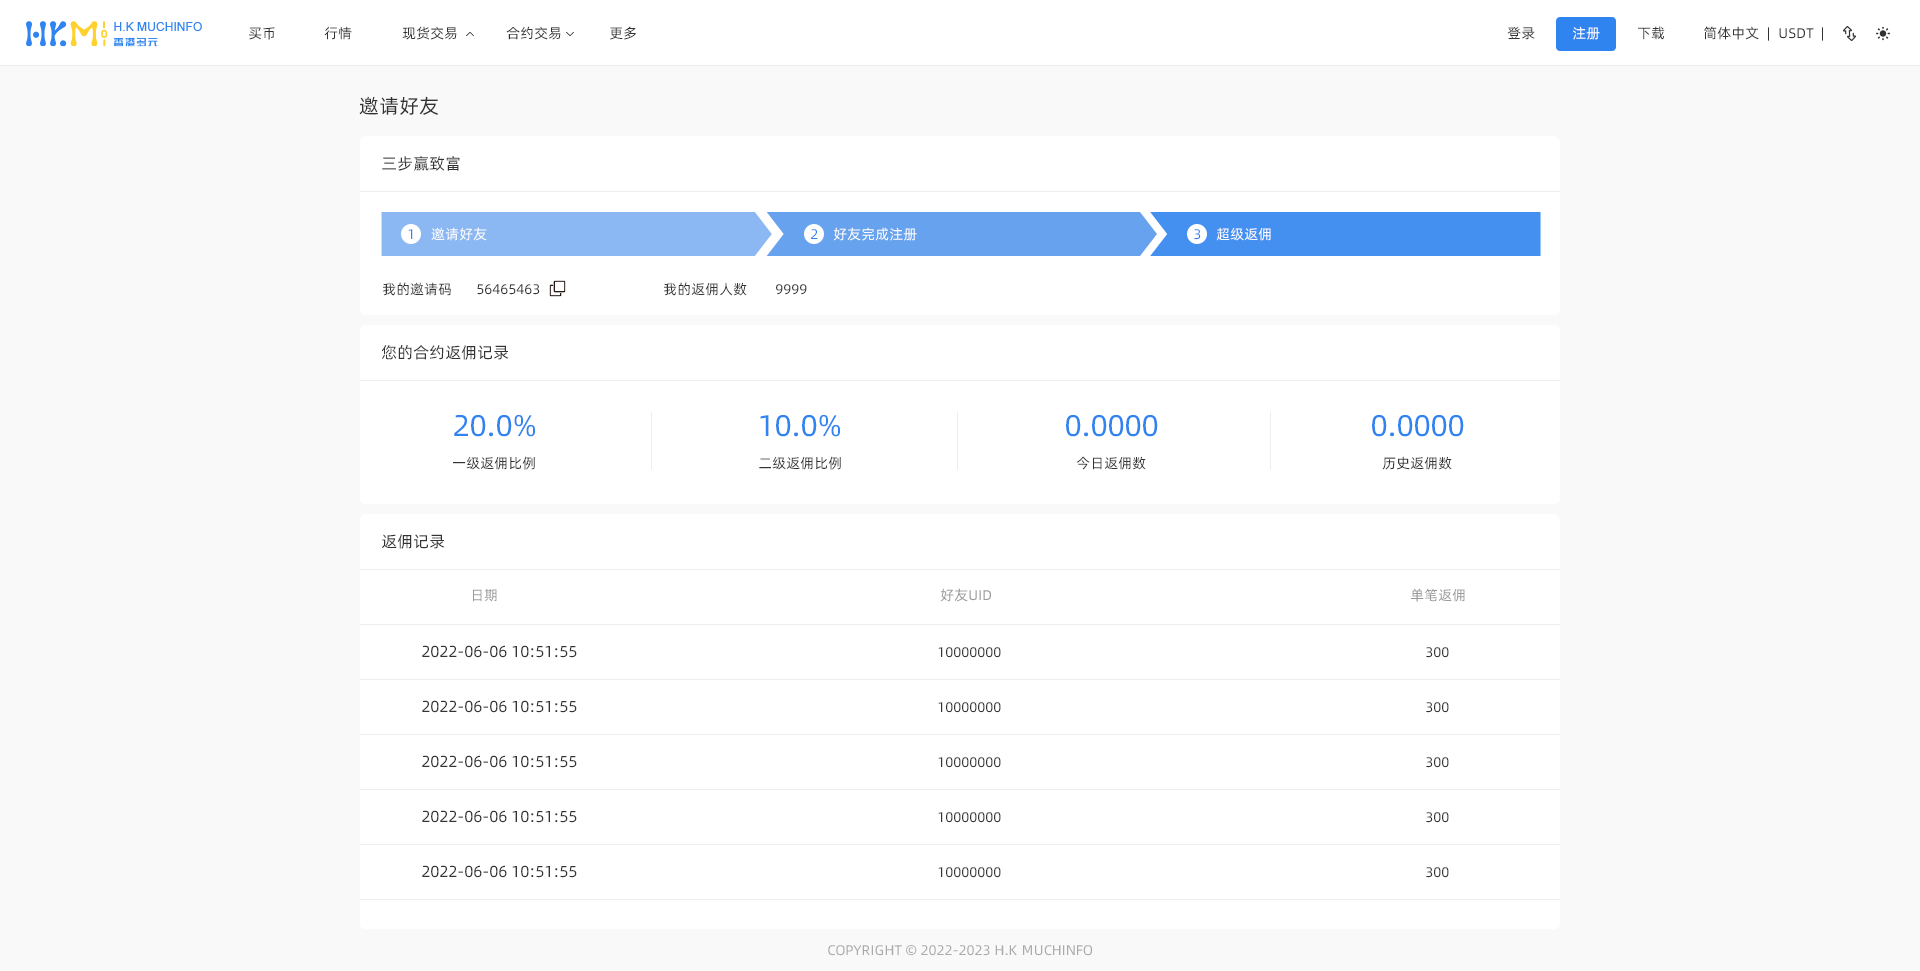 HKMi H.K MUCHINFO
香港多元
买币 行情 现货交易 合约交易 更多 登录 注册 下载 简体中文 | USDT |
邀请好友
三步赢致富
1 邀请好友 2 好友完成注册 3 超级返佣
我的邀请码 56465463 我的返佣人数 9999
您的合约返佣记录
20.0% 10.0% 0.0000 0.0000
一级返佣比例 二级返佣比例 今日返佣数 历史返佣数
返佣记录
日期 好友UID 单笔返佣
2022-06-06 10:51:55 10000000 300
2022-06-06 10:51:55 10000000 300
2022-06-06 10:51:55 10000000 300
2022-06-06 10:51:55 10000000 300
2022-06-06 10:51:55 10000000 300
COPYRIGHT © 2022-2023 H.K MUCHINFO